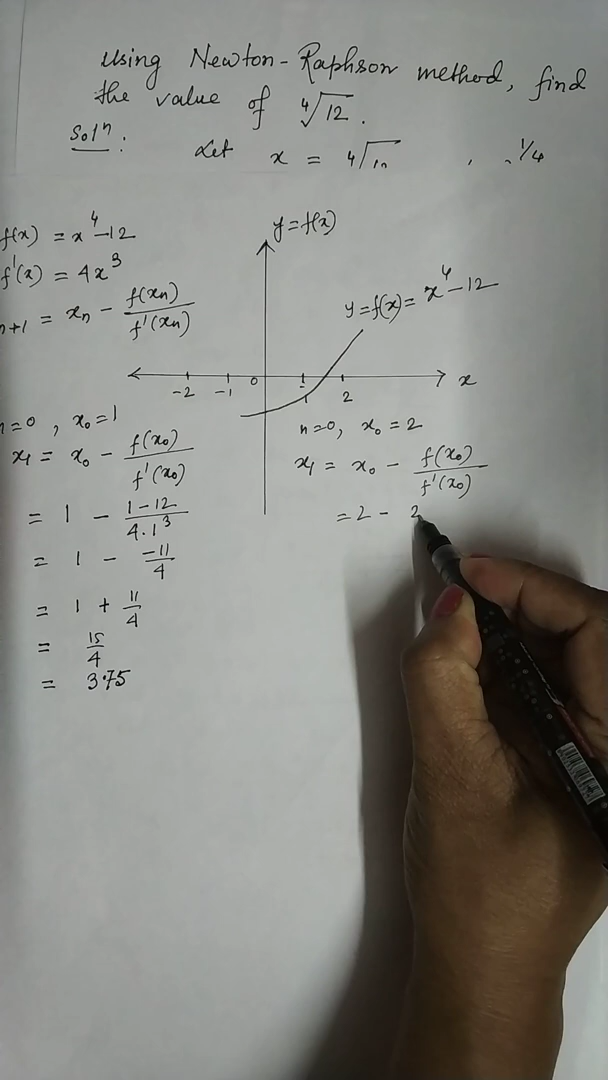 Using Newton-Raphson method, find
the value of ∜12.
Solⁿ: Let x = ∜12 , 1/4
f(x) = x⁴-12
f'(x) = 4x³
n+1 = xn - f(xn)/f'(xn)
y=f(x)
y=f(x)= x⁴-12
-2 -1 0 1 2 x
n=0, x₀=1
x₁ = x₀ - f(x₀)/f'(x₀)
= 1 - (1-12)/(4.1³)
= 1 - -11/4
= 1 + 11/4
= 15/4
= 3.75
n=0, x₀ = 2
x₁ = x₀ - f(x₀)/f'(x₀)
= 2 - 2